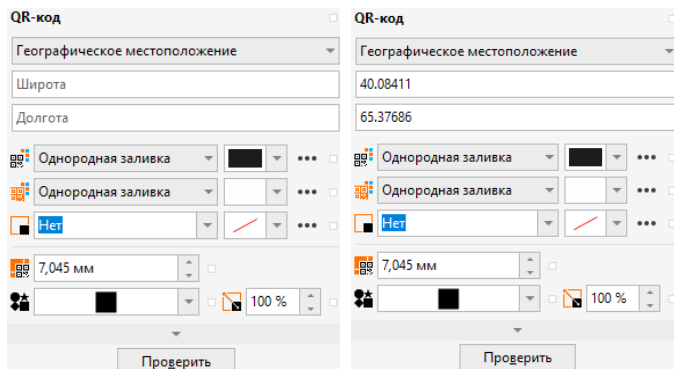 QR-код
Географическое местоположение
Широта
Долгота
Однородная заливка
Однородная заливка
Нет
7,045 мм
100 %
Проверить
QR-код
Географическое местоположение
40.08411
65.37686
Однородная заливка
Однородная заливка
Нет
7,045 мм
100 %
Проверить